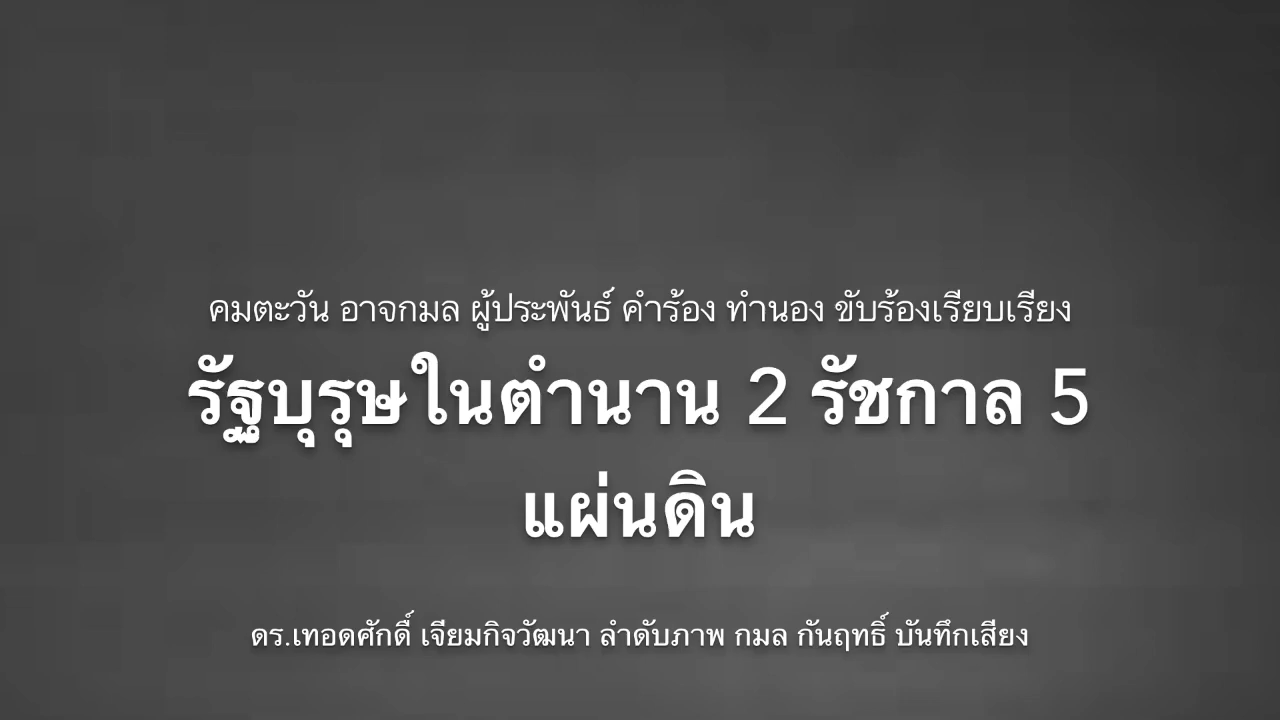 คมตะวัน อาจกมล ผู้ประพันธ์ คำร้อง ทำนอง ขับร้องเรียบเรียง
รัฐบุรุษในตำนาน 2 รัชกาล 5
แผ่นดิน
ดร.เทอดศักดิ์ เจียมกิจวัฒนา ลำดับภาพ กมล กันฤทธิ์ บันทึกเสียง